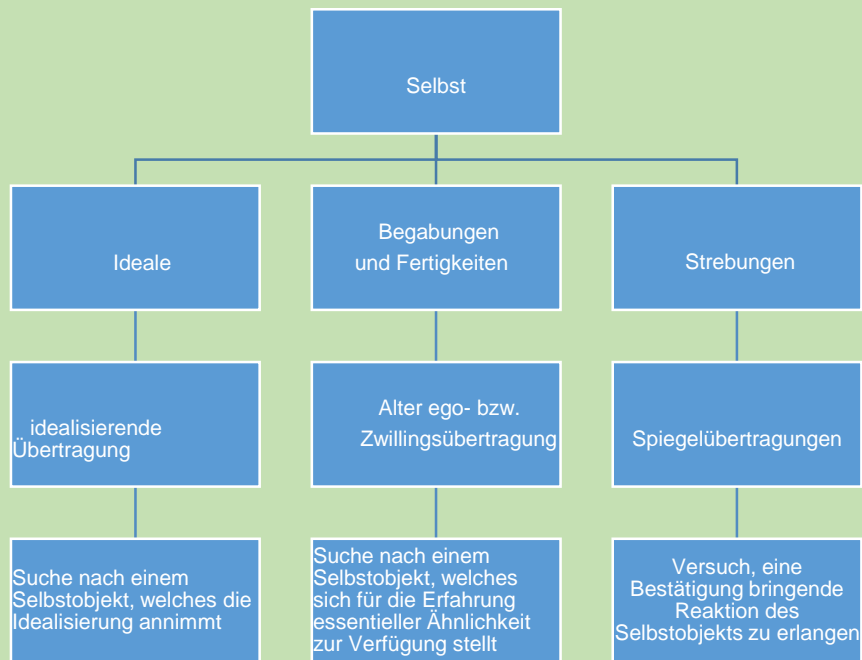 Selbst
Ideale
Begabungen
und Fertigkeiten
Strebungen
idealisierende
Übertragung
Alter ego- bzw.
Zwillingsübertragung
Spiegelübertragungen
Suche nach einem
Selbstobjekt, welches die
Idealisierung annimmt
Suche nach einem
Selbstobjekt, welches
sich für die Erfahrung
essentieller Ähnlichkeit
zur Verfügung stellt
Versuch, eine
Bestätigung bringende
Reaktion des
Selbstobjekts zu erlangen